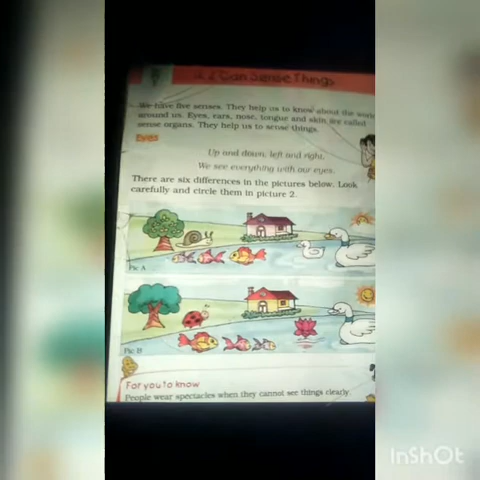 I Can Sense Things
We have five senses. They help us to know about the world
around us. Eyes, ears, nose, tongue and skin are called
sense organs. They help us to sense things.
Eyes
Up and down, left and right,
We see everything with our eyes.
There are six differences in the pictures below. Look
carefully and circle them in picture 2.
Pic A
Pic B
For you to know
People wear spectacles when they cannot see things clearly.
InShOt